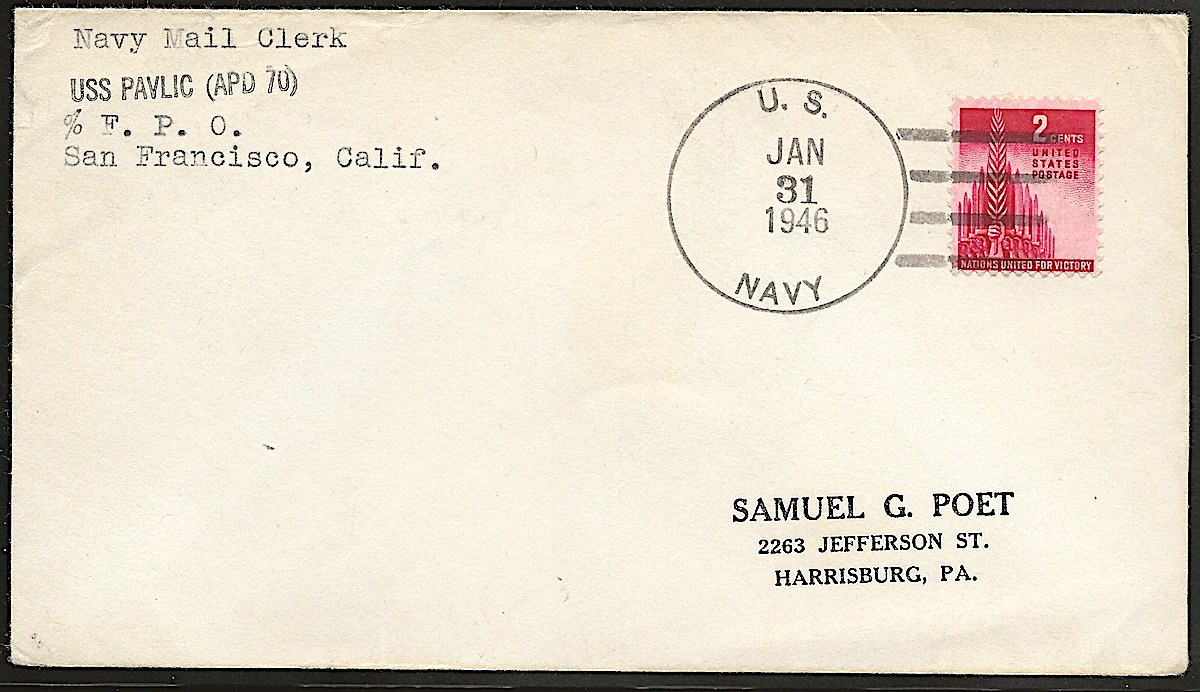 Navy Mail Clerk
USS PAVLIC (APD 70)
% F. P. O.
San Francisco, Calif.
U. S.
JAN
31
1946
NAVY
2 CENTS
UNITED
STATES
POSTAGE
NATIONS UNITED FOR VICTORY
SAMUEL G. POET
2263 JEFFERSON ST.
HARRISBURG, PA.